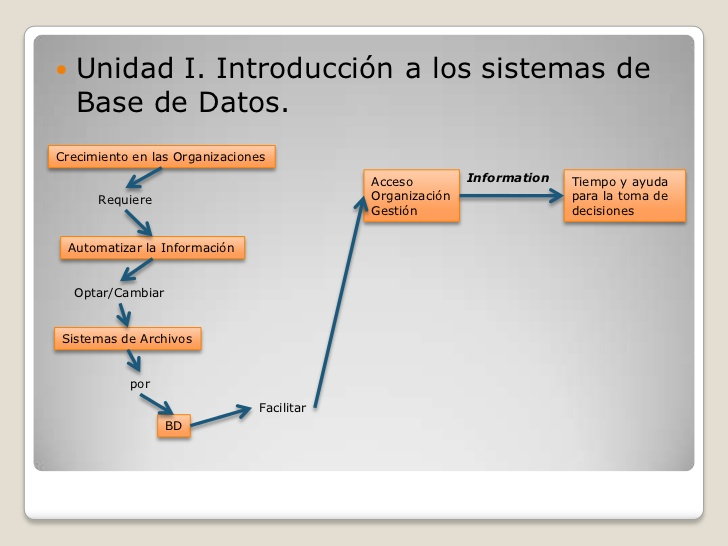 Unidad I. Introducción a los sistemas de
Base de Datos.
Crecimiento en las Organizaciones
Requiere
Automatizar la Información
Optar/Cambiar
Sistemas de Archivos
por
BD
Facilitar
Acceso
Organización
Gestión
Information
Tiempo y ayuda
para la toma de
decisiones